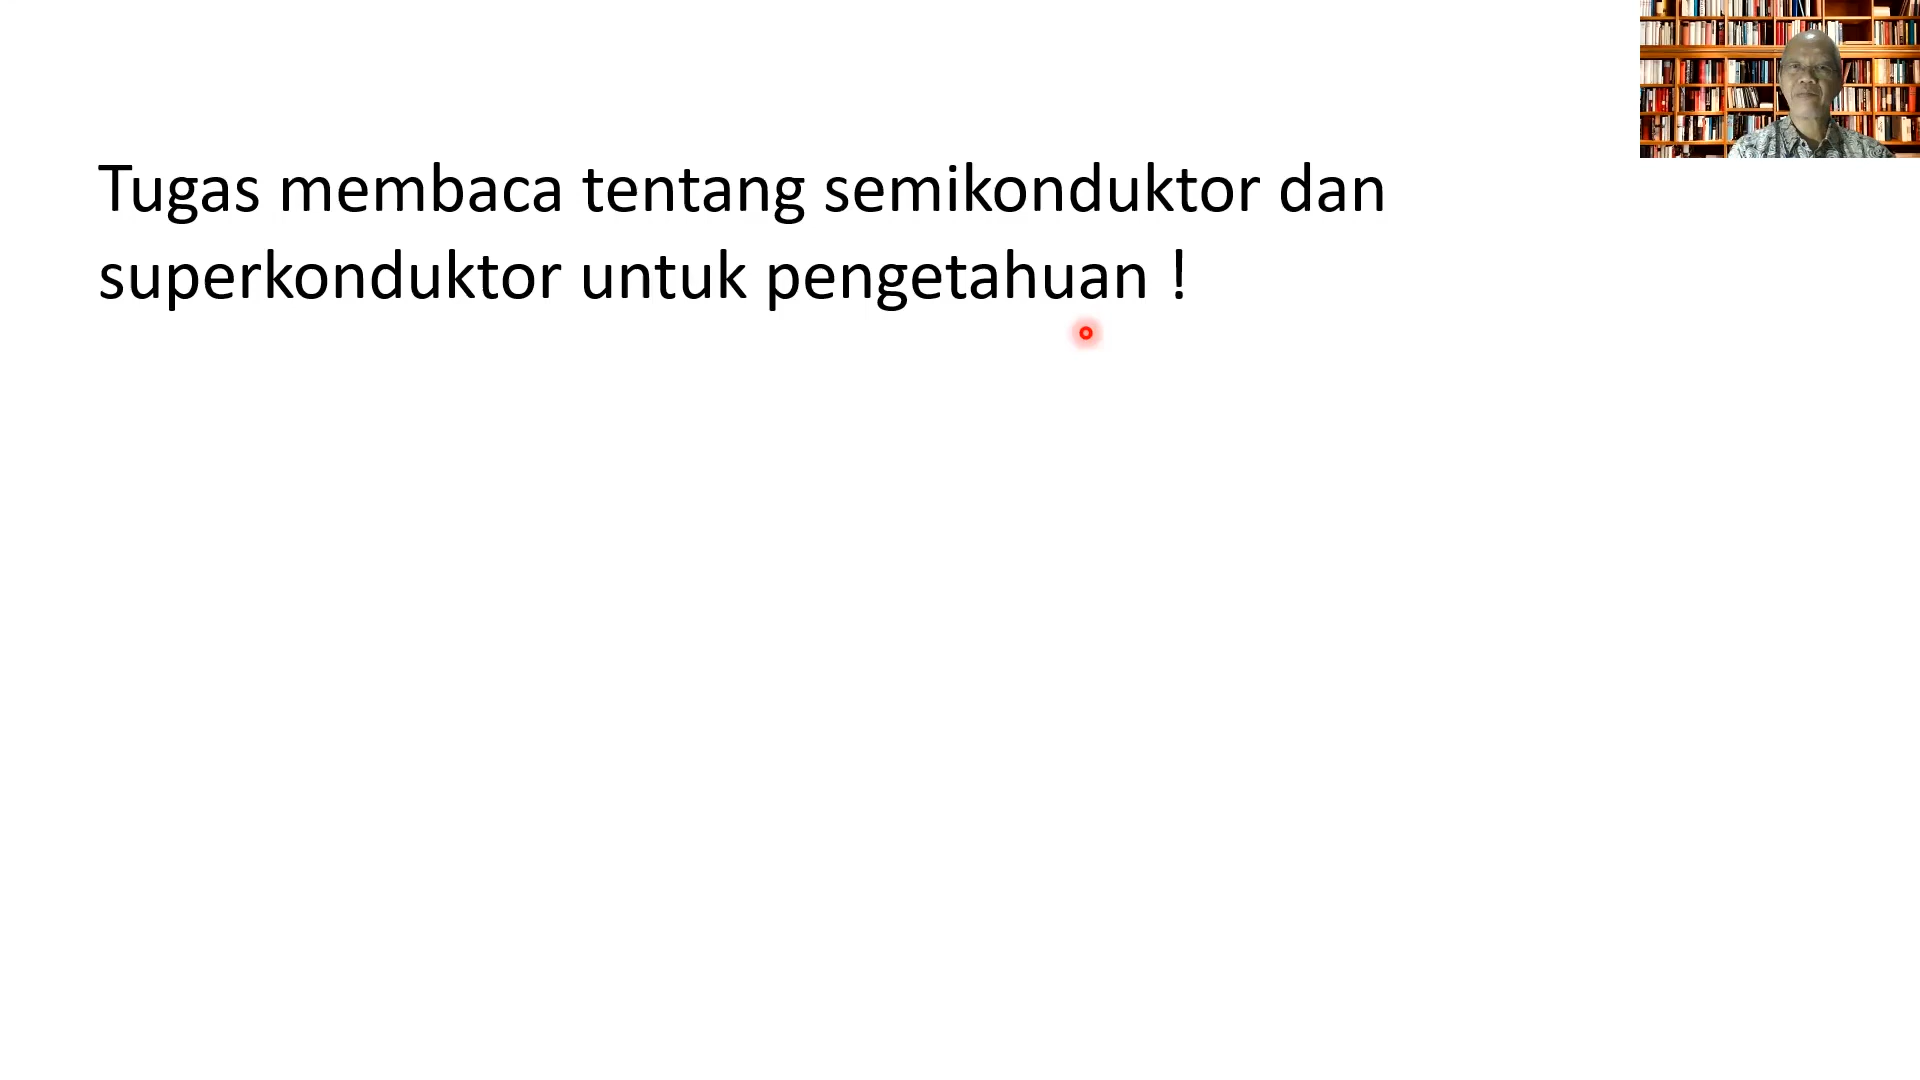 Tugas membaca tentang semikonduktor dan
superkonduktor untuk pengetahuan !